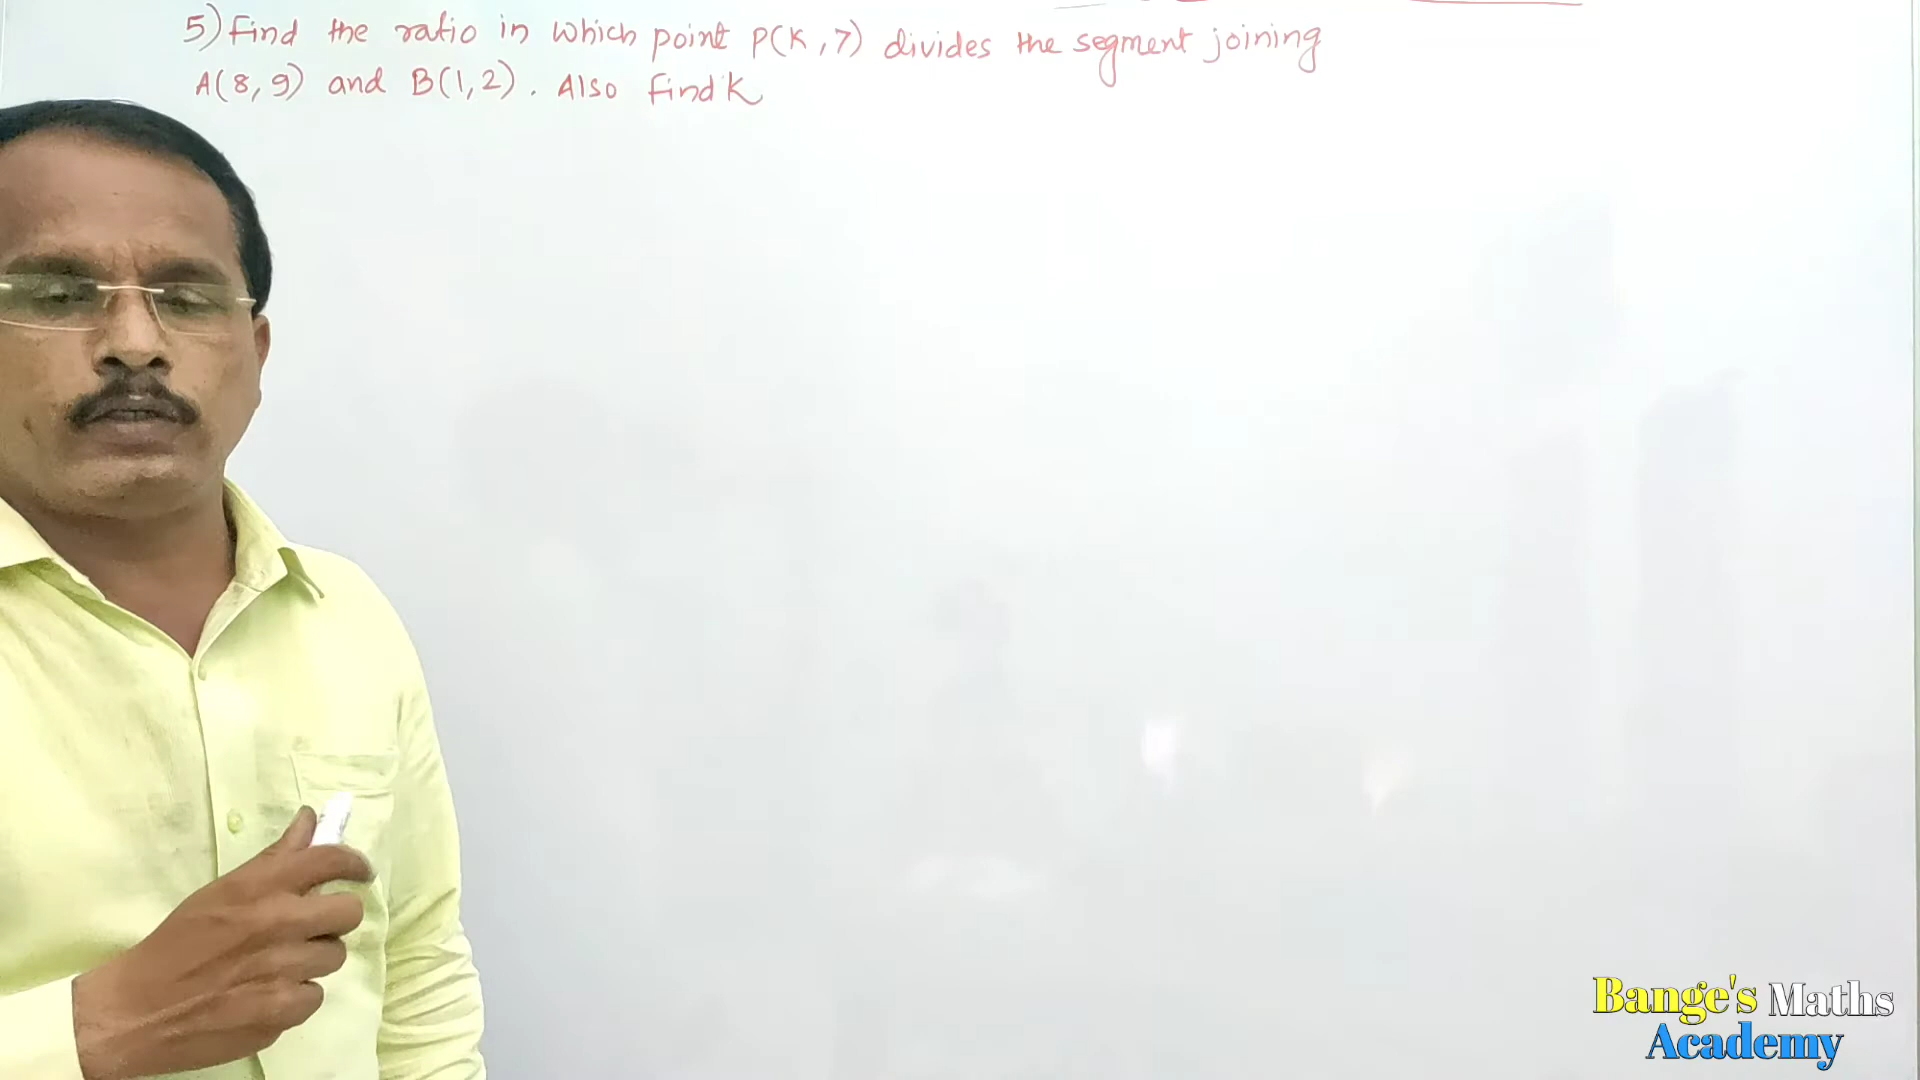 5) Find the ratio in which point P(K,7) divides the segment joining
A(8,9) and B(1,2). Also find K
Bange's Maths
Academy